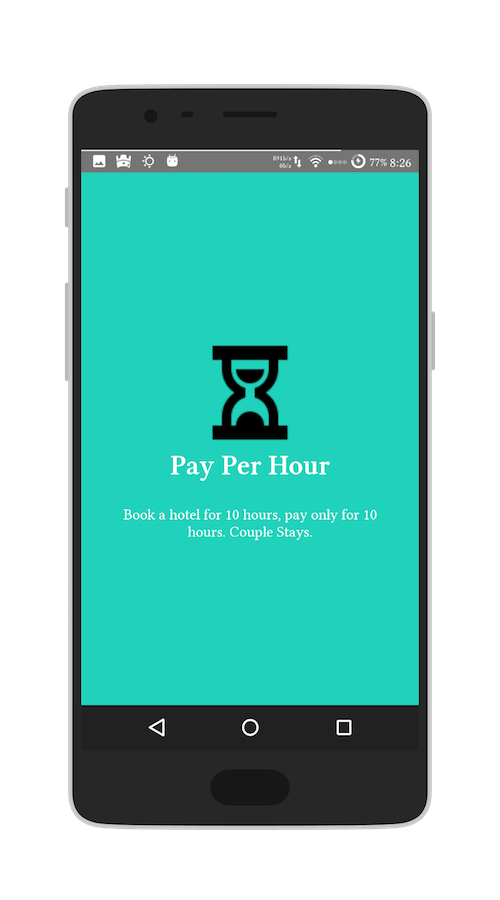 891b/s
0b/s
77% 8:26
Pay Per Hour
Book a hotel for 10 hours, pay only for 10
hours. Couple Stays.